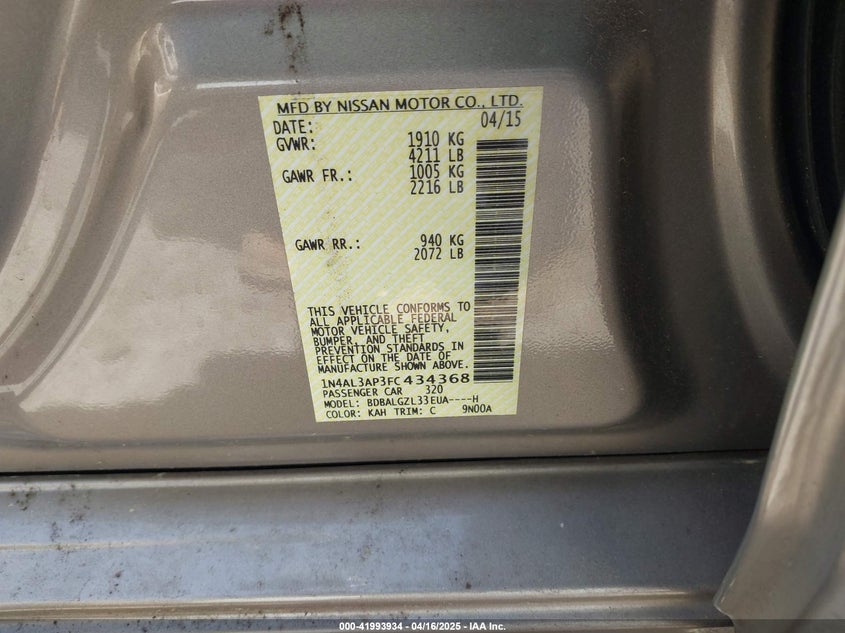 MFD BY NISSAN MOTOR CO., LTD.
DATE: 04/15
GVWR: 1910 KG
4211 LB
GAWR FR.: 1005 KG
2216 LB
GAWR RR.: 940 KG
2072 LB
THIS VEHICLE CONFORMS TO
ALL APPLICABLE FEDERAL
MOTOR VEHICLE SAFETY,
BUMPER, AND THEFT
PREVENTION STANDARDS IN
EFFECT ON THE DATE OF
MANUFACTURE SHOWN ABOVE.
1N4AL3AP3FC434368
PASSENGER CAR 320
MODEL: BDBALGZL33EUA----H
COLOR: KAH TRIM: C 9N00A
000-41993934 - 04/16/2025 - IAA Inc.